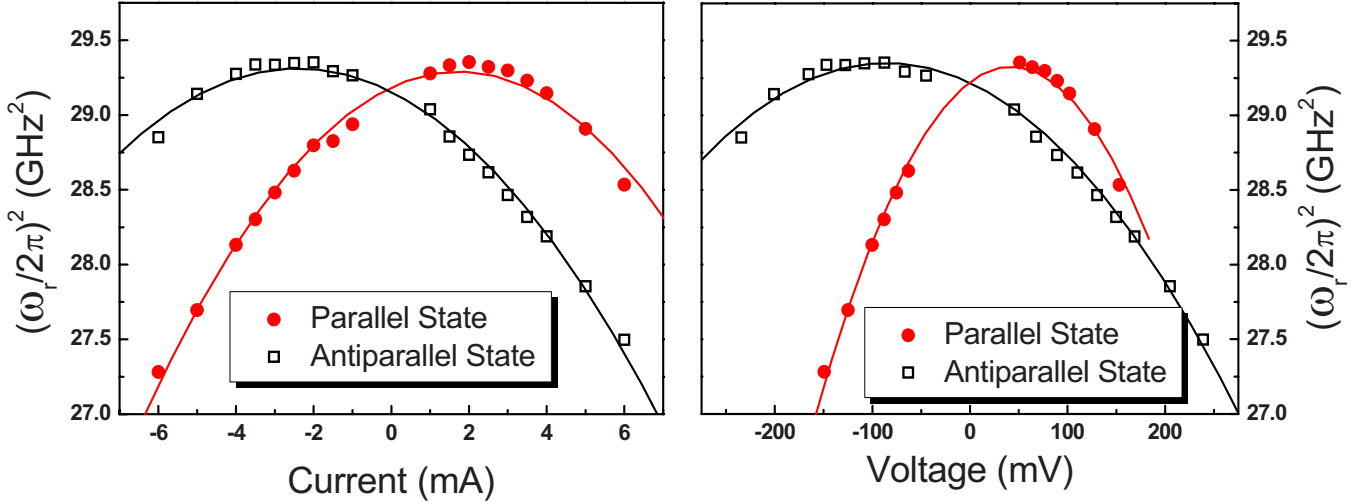 29.5
29.0
28.5
28.0
27.5
27.0
(ω_r/2π)² (GHz²)
-6 -4 -2 0 2 4 6
Current (mA)
Parallel State
Antiparallel State
-200 -100 0 100 200
Voltage (mV)
Parallel State
Antiparallel State
29.5
29.0
28.5
28.0
27.5
27.0
(ω_r/2π)² (GHz²)